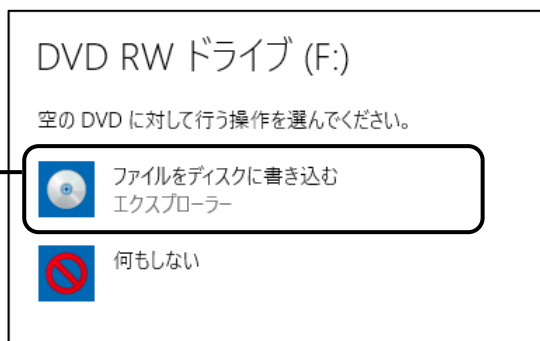 DVD RW ドライブ (F:)
空の DVD に対して行う操作を選んでください。
ファイルをディスクに書き込む
エクスプローラー
何もしない